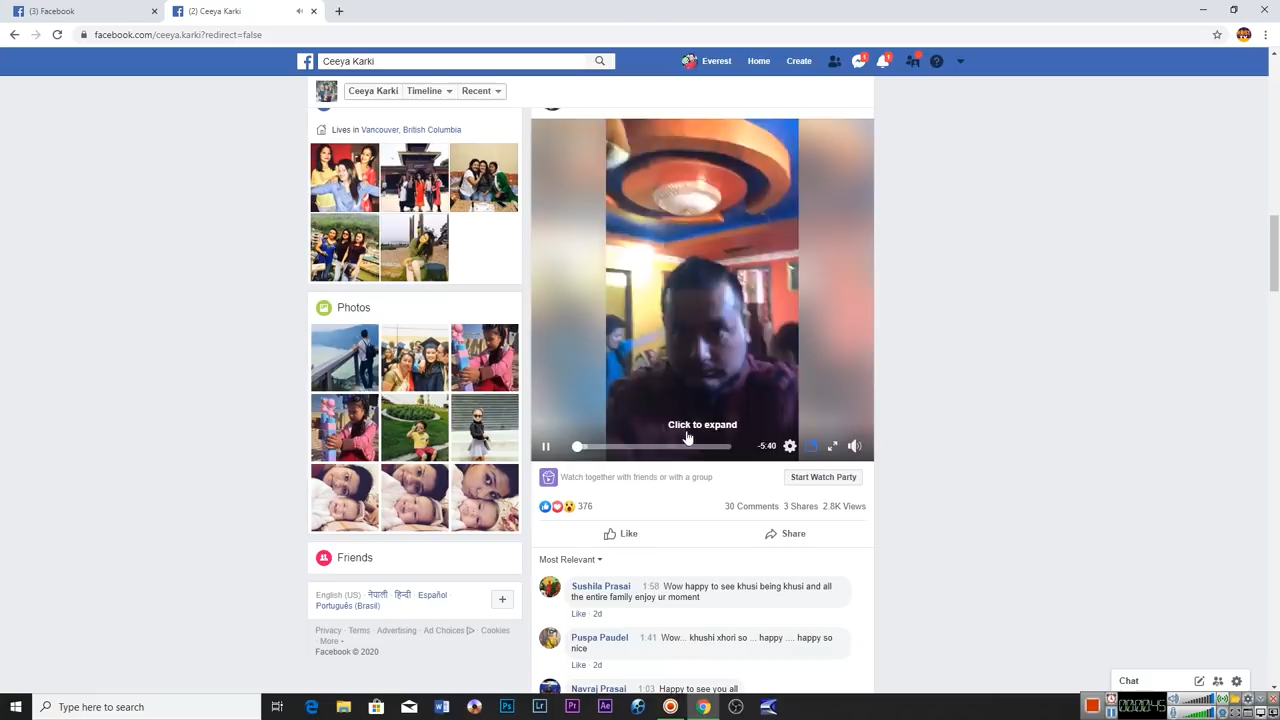 (3) Facebook
(2) Ceeya Karki
facebook.com/ceeya.karki?redirect=false
Ceeya Karki
Everest
Home
Create
Ceeya Karki
Timeline
Recent
Lives in Vancouver, British Columbia
Photos
Friends
English (US) · नेपाली · हिन्दी · Español ·
Português (Brasil)
Privacy · Terms · Advertising · Ad Choices · Cookies ·
More
Facebook © 2020
Click to expand
-5:40
Watch together with friends or with a group
Start Watch Party
376
30 Comments 3 Shares 2.8K Views
Like
Share
Most Relevant
Sushila Prasai 1:58 Wow happy to see khusi being khusi and all
the entire family enjoy ur moment
Like · 2d
Puspa Paudel 1:41 Wow... khushi xhori so ... happy .... happy so
nice
Like · 2d
Navraj Prasai 1:03 Happy to see you all
Chat
Type here to search
Ps
Lr
Pr
Ae